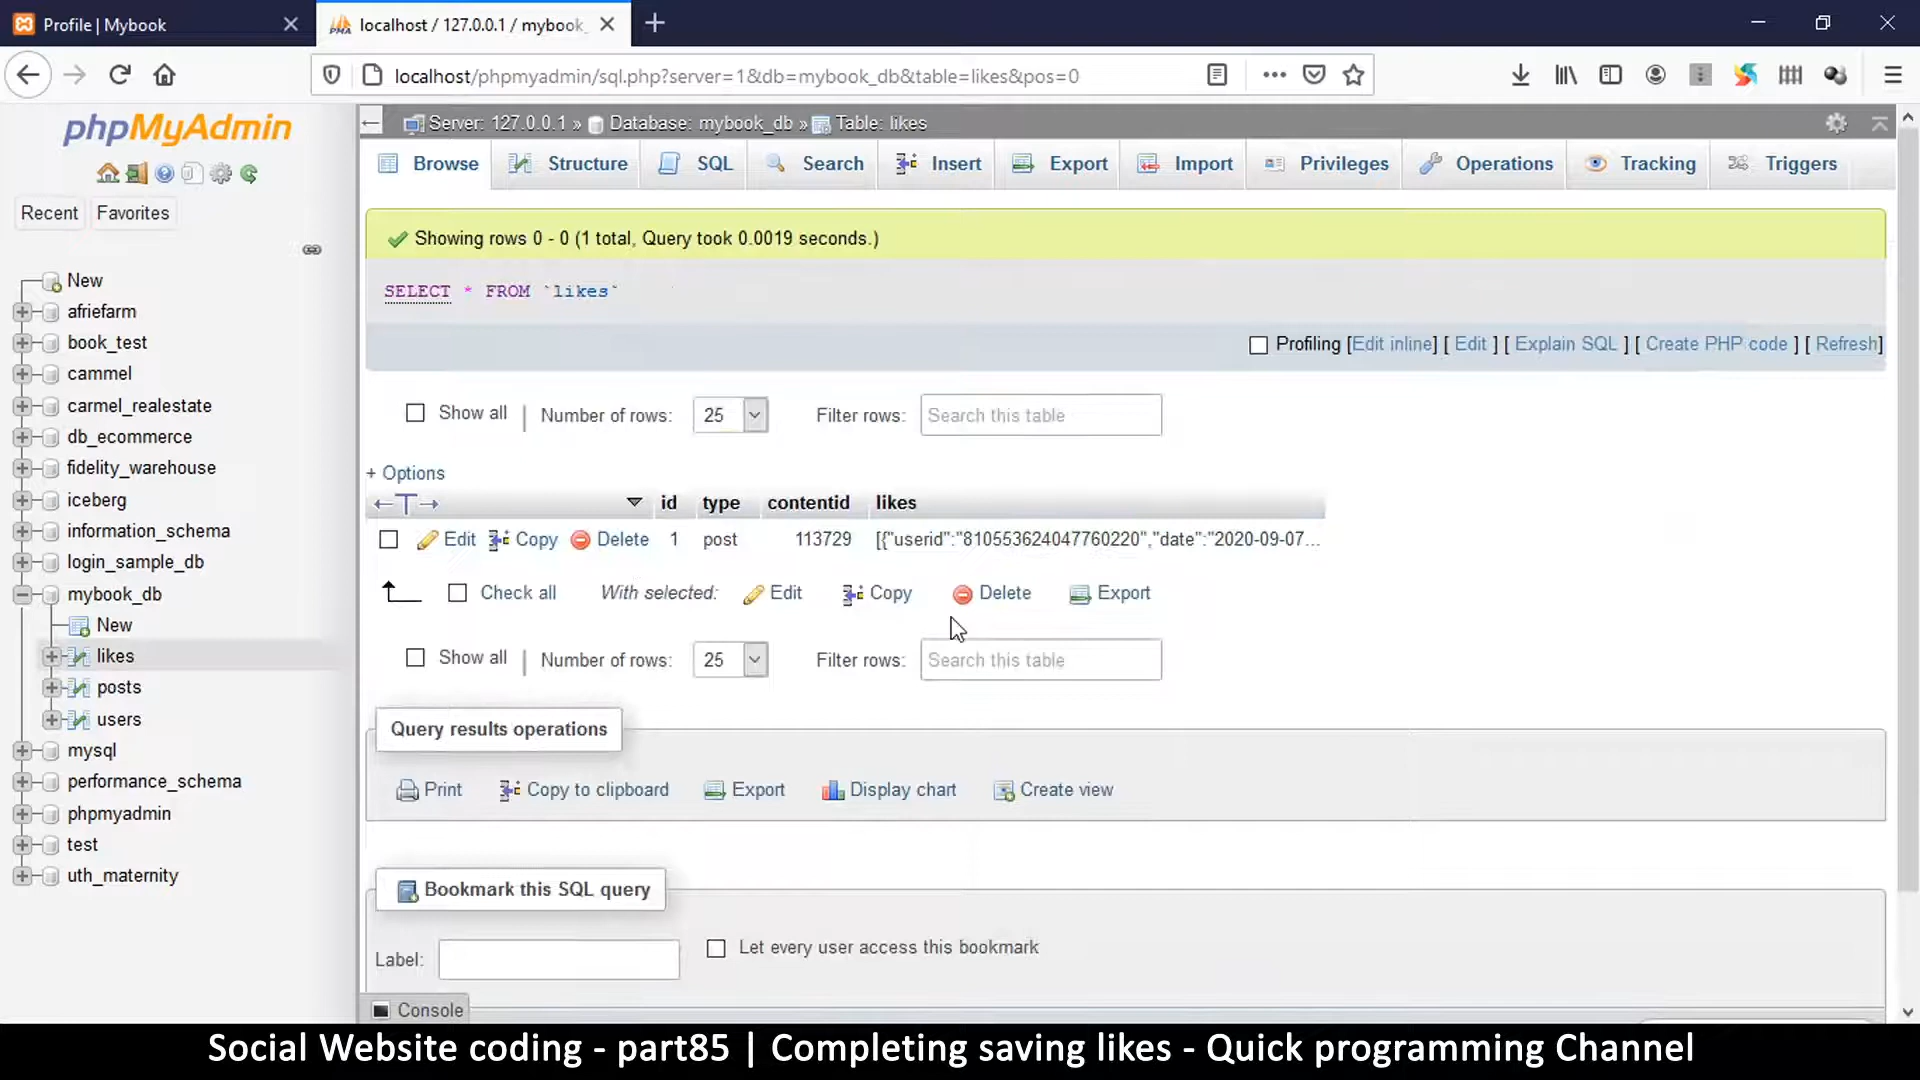 Profile | Mybook
localhost / 127.0.0.1 / mybook_
localhost/phpmyadmin/sql.php?server=1&db=mybook_db&table=likes&pos=0
phpMyAdmin
Recent
Favorites
New
afriefarm
book_test
cammel
carmel_realestate
db_ecommerce
fidelity_warehouse
iceberg
information_schema
login_sample_db
mybook_db
New
likes
posts
users
mysql
performance_schema
phpmyadmin
test
uth_maternity
Server: 127.0.0.1 » Database: mybook_db » Table: likes
Browse Structure SQL Search Insert Export Import Privileges Operations Tracking Triggers
Showing rows 0 - 0 (1 total, Query took 0.0019 seconds.)
SELECT * FROM `likes`
Profiling [Edit inline] [ Edit ] [ Explain SQL ] [ Create PHP code ] [ Refresh]
Show all | Number of rows: 25 Filter rows: Search this table
+ Options
←T→ id type contentid likes
Edit Copy Delete 1 post 113729 [{"userid":"810553624047760220","date":"2020-09-07...
Check all With selected: Edit Copy Delete Export
Show all | Number of rows: 25 Filter rows: Search this table
Query results operations
Print Copy to clipboard Export Display chart Create view
Bookmark this SQL query
Label: Let every user access this bookmark
Console
Social Website coding - part85 | Completing saving likes - Quick programming Channel